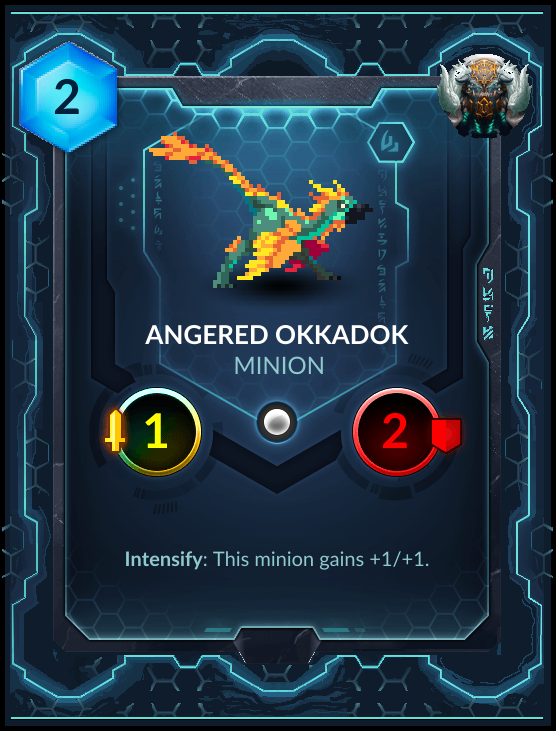 2
ANGERED OKKADOK
MINION
1
2
Intensify: This minion gains +1/+1.